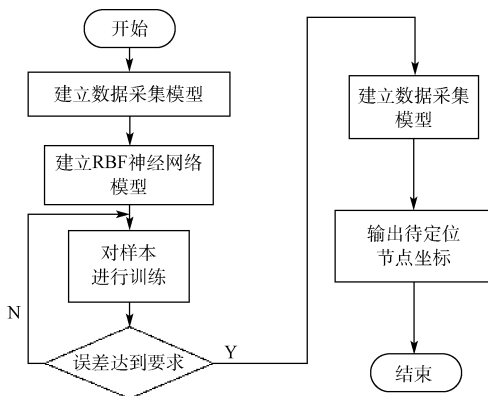 开始
建立数据采集模型
建立RBF神经网络
模型
对样本
进行训练
N
误差达到要求
Y
建立数据采集
模型
输出待定位
节点坐标
结束